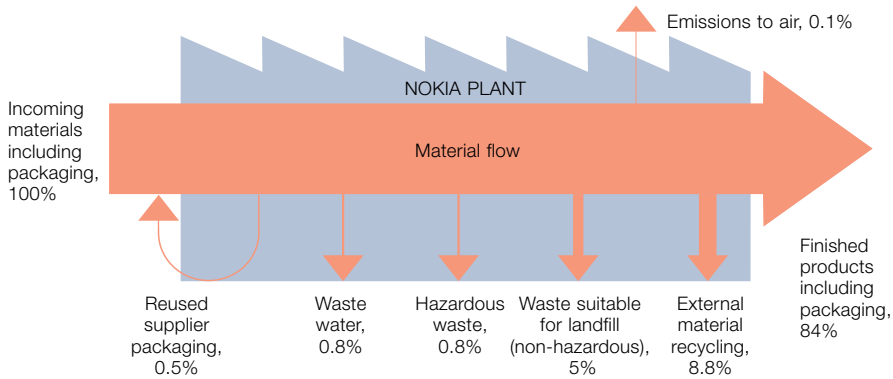 Emissions to air, 0.1%
NOKIA PLANT
Incoming
materials
including
packaging,
100%
Material flow
Finished
products
including
packaging,
84%
Reused
supplier
packaging,
0.5%
Waste
water,
0.8%
Hazardous
waste,
0.8%
Waste suitable
for landfill
(non-hazardous),
5%
External
material
recycling,
8.8%